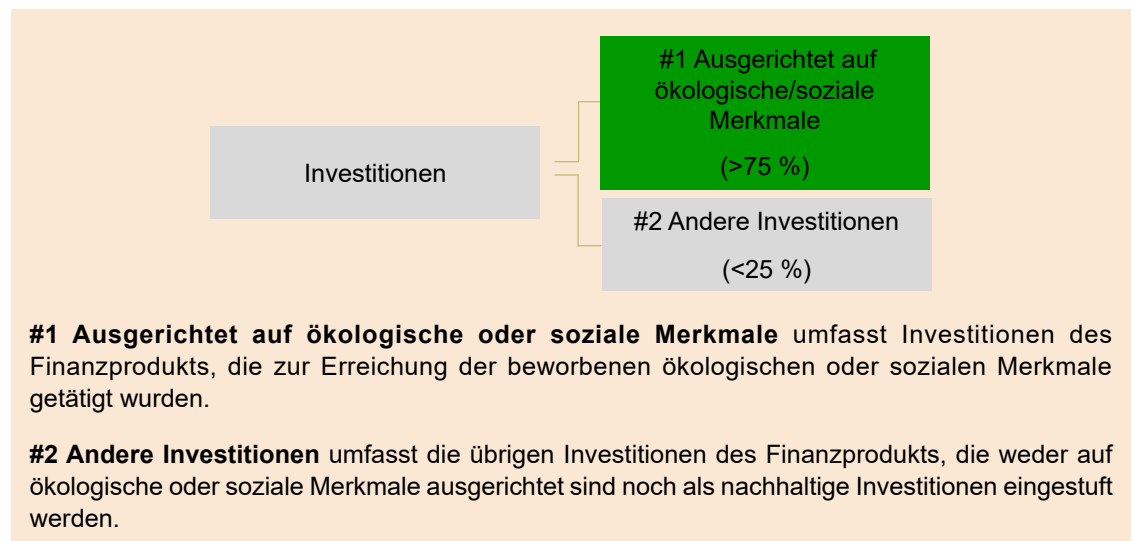 #1 Ausgerichtet auf
ökologische/soziale
Merkmale
(>75 %)
Investitionen
#2 Andere Investitionen
(<25 %)
#1 Ausgerichtet auf ökologische oder soziale Merkmale umfasst Investitionen des
Finanzprodukts, die zur Erreichung der beworbenen ökologischen oder sozialen Merkmale
getätigt wurden.
#2 Andere Investitionen umfasst die übrigen Investitionen des Finanzprodukts, die weder auf
ökologische oder soziale Merkmale ausgerichtet sind noch als nachhaltige Investitionen eingestuft
werden.